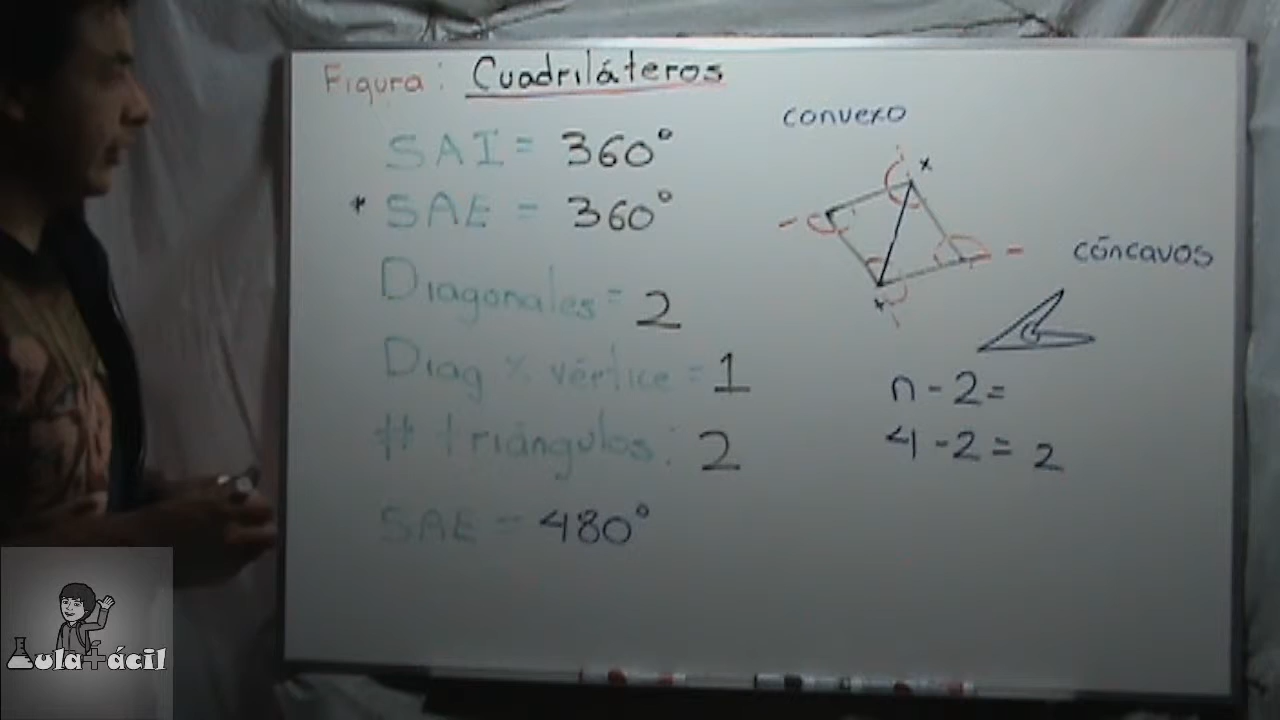 Figura: Cuadriláteros
SAI = 360°
* SAE = 360°
Diagonales = 2
Diag x vértice = 1
# triángulos: 2
SAE = 480°
convexo
x
x
cóncavos
n - 2 =
4 - 2 = 2
Aula+ácil